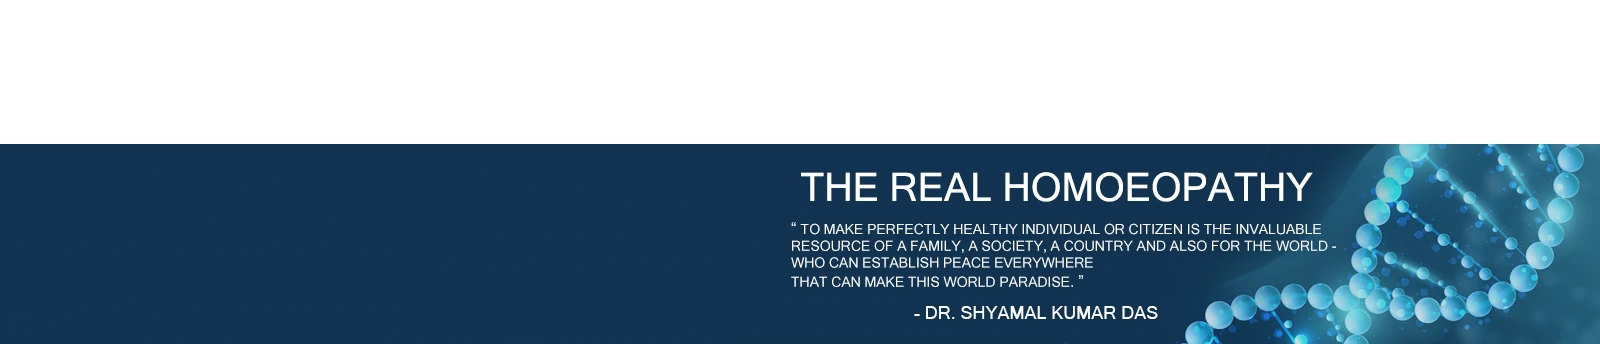 THE REAL HOMOEOPATHY
“ TO MAKE PERFECTLY HEALTHY INDIVIDUAL OR CITIZEN IS THE INVALUABLE
RESOURCE OF A FAMILY, A SOCIETY, A COUNTRY AND ALSO FOR THE WORLD -
WHO CAN ESTABLISH PEACE EVERYWHERE
THAT CAN MAKE THIS WORLD PARADISE. ”
- DR. SHYAMAL KUMAR DAS